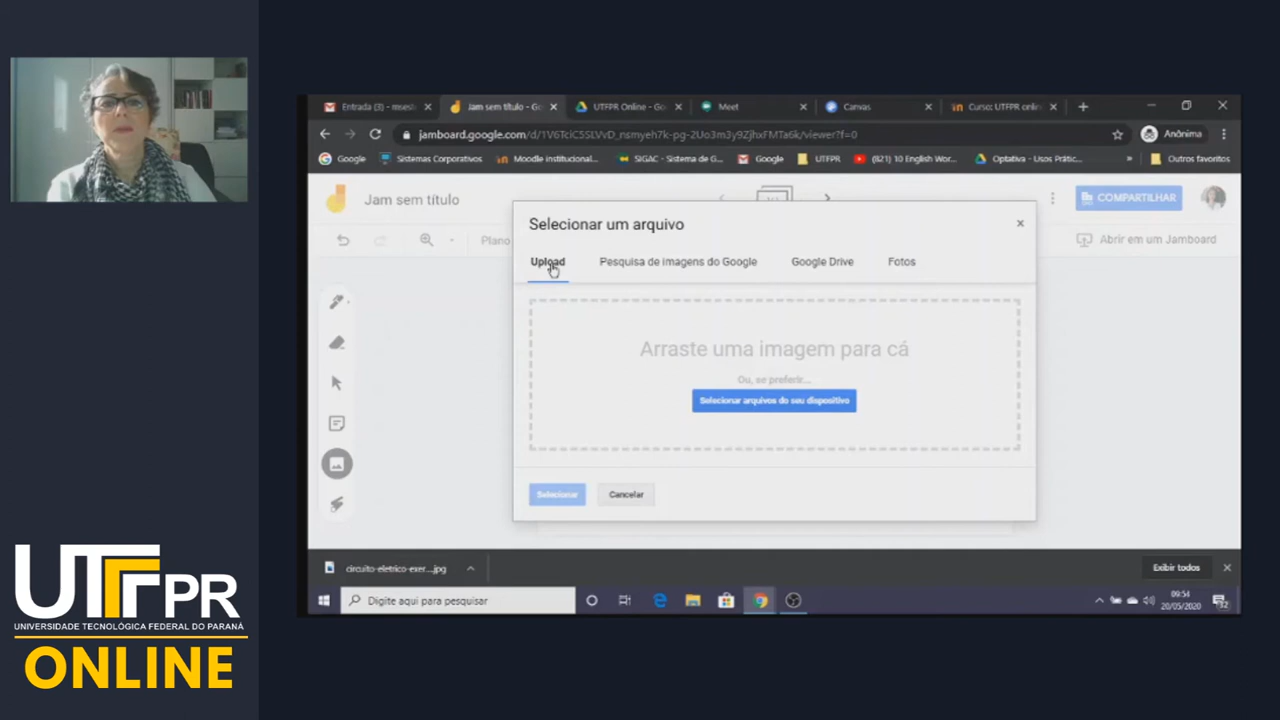 Entrada (3) - mues
Jam sem título - Go
UTFPR Online - Go
Meet
Canvas
Curso: UTFPR onlin
jamboard.google.com/d/1V6TciC5SLVvD_nsmyeh7k-pg-2Uo3m3y9ZjhxFMTa6k/viewer?f=0
Anônima
Google
Sistemas Corporativos
Moodle institucional...
SIGAC - Sistema de G...
Google
UTFPR
(821) 10 English Wor...
Optativa - Usos Prátic...
»
Outros favoritos
Jam sem título
COMPARTILHAR
Plano
Abrir em um Jamboard
Selecionar um arquivo
Upload
Pesquisa de imagens do Google
Google Drive
Fotos
Arraste uma imagem para cá
Ou, se preferir...
Selecionar arquivos do seu dispositivo
Selecionar
Cancelar
circuito-eletrico-exer....jpg
Exibir todos
Digite aqui para pesquisar
09:54
20/05/2020
UTFPR
UNIVERSIDADE TECNOLÓGICA FEDERAL DO PARANÁ
ONLINE